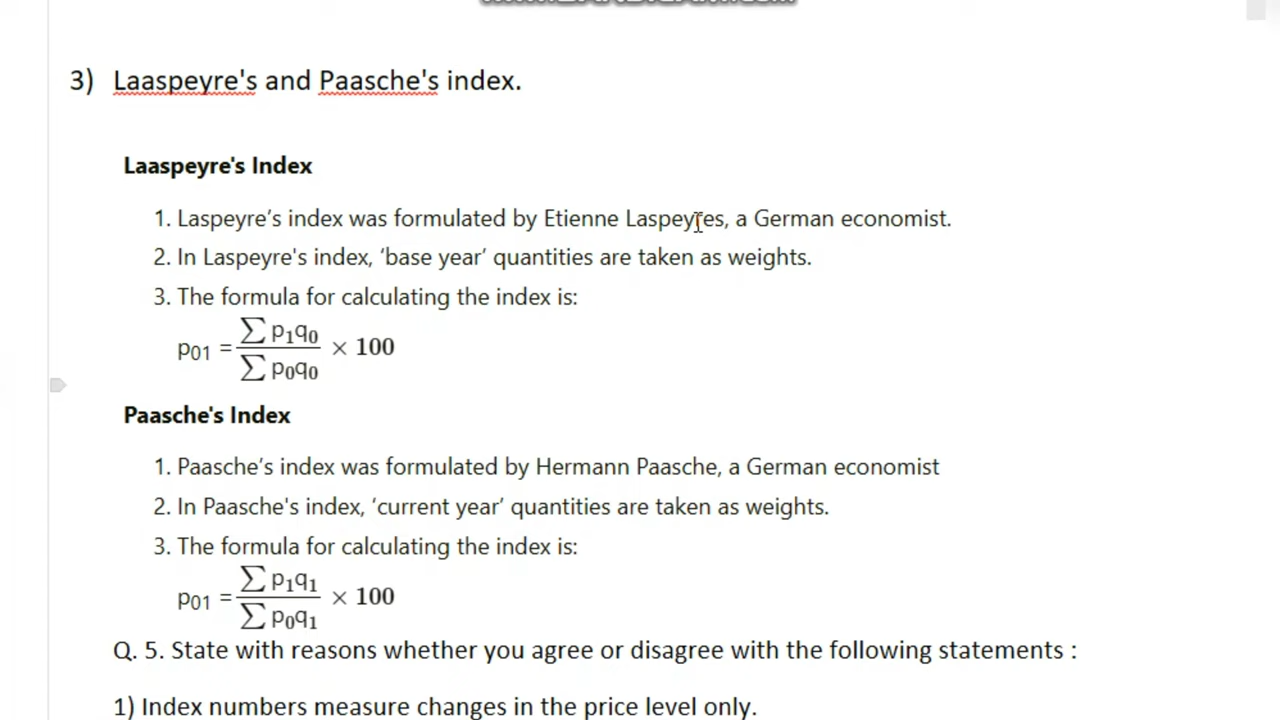 3) Laaspeyre's and Paasche's index.
Laaspeyre's Index
1. Laspeyre’s index was formulated by Etienne Laspeyres, a German economist.
2. In Laspeyre's index, ‘base year’ quantities are taken as weights.
3. The formula for calculating the index is:
p01 = ∑ p1q0 / ∑ p0q0 × 100
Paasche's Index
1. Paasche’s index was formulated by Hermann Paasche, a German economist
2. In Paasche's index, ‘current year’ quantities are taken as weights.
3. The formula for calculating the index is:
p01 = ∑ p1q1 / ∑ p0q1 × 100
Q. 5. State with reasons whether you agree or disagree with the following statements :
1) Index numbers measure changes in the price level only.